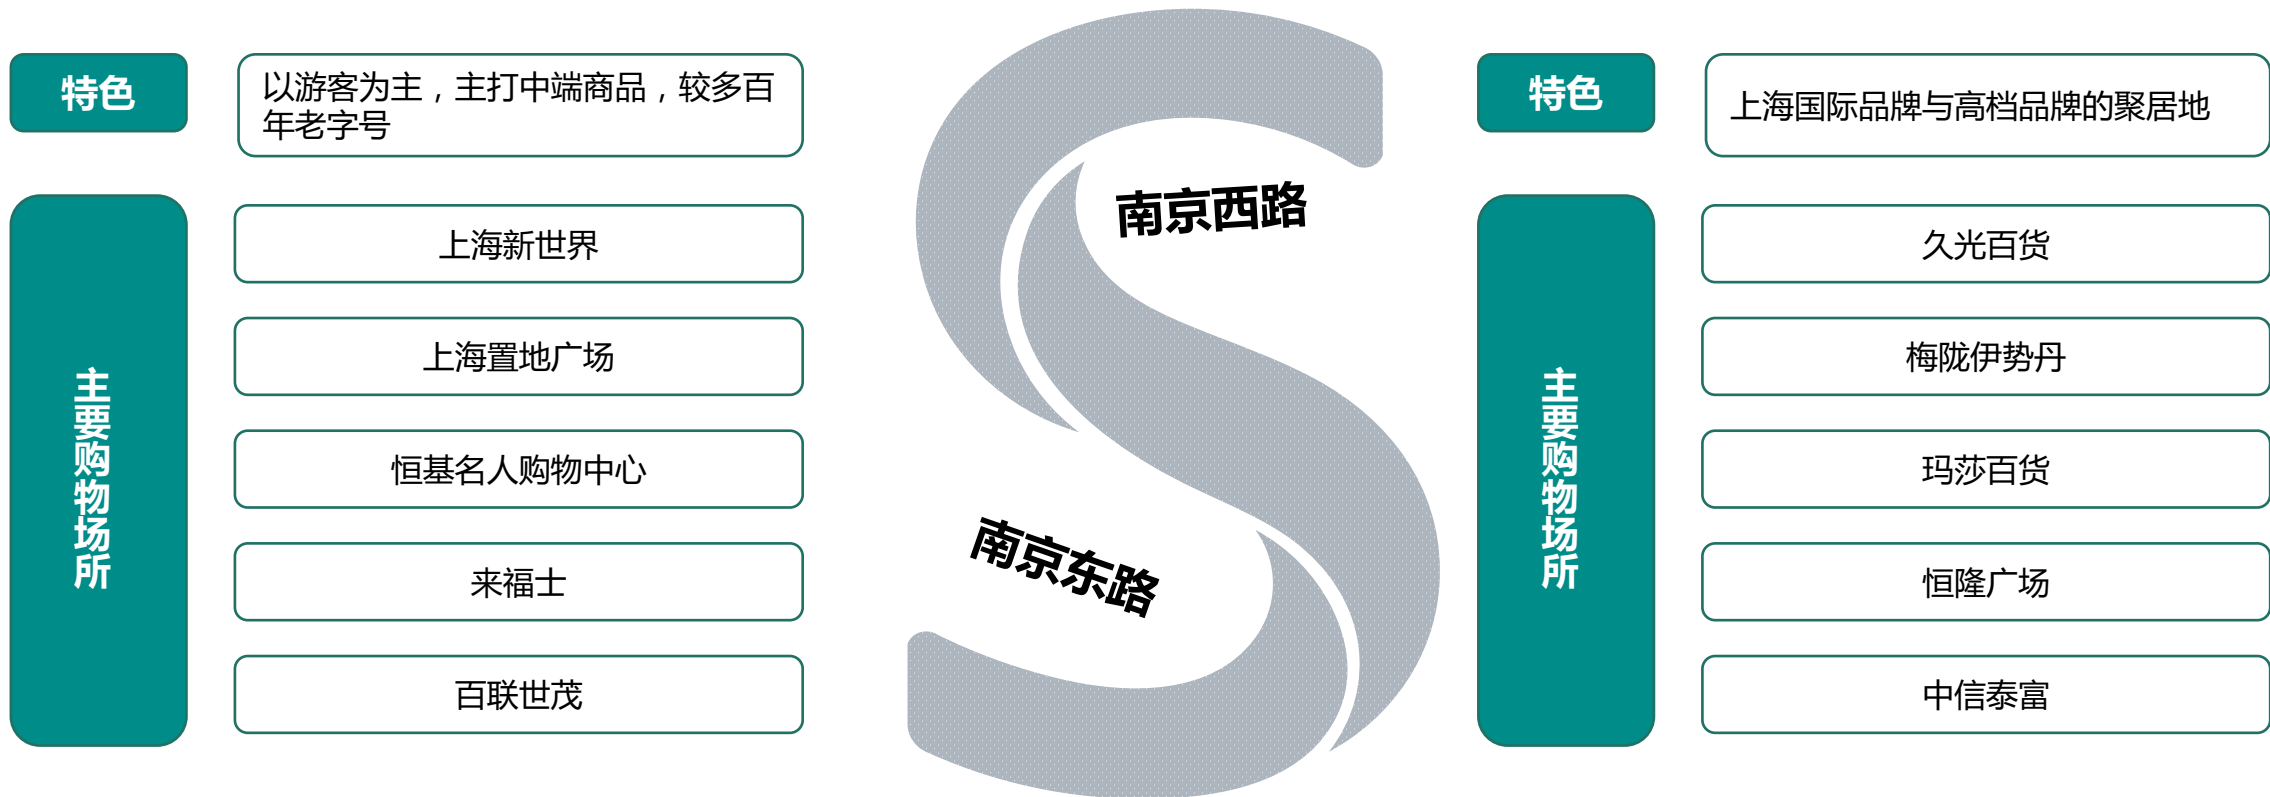 特色
以游客为主，主打中端商品，较多百
年老字号
主要购物场所
上海新世界
上海置地广场
恒基名人购物中心
来福士
百联世茂
南京西路
南京东路
特色
上海国际品牌与高档品牌的聚居地
主要购物场所
久光百货
梅陇伊势丹
玛莎百货
恒隆广场
中信泰富